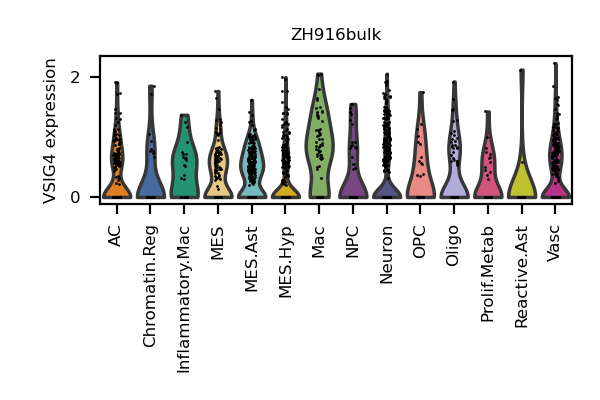 ZH916bulk
VSIG4 expression
2
0
AC
Chromatin.Reg
Inflammatory.Mac
MES
MES.Ast
MES.Hyp
Mac
NPC
Neuron
OPC
Oligo
Prolif.Metab
Reactive.Ast
Vasc